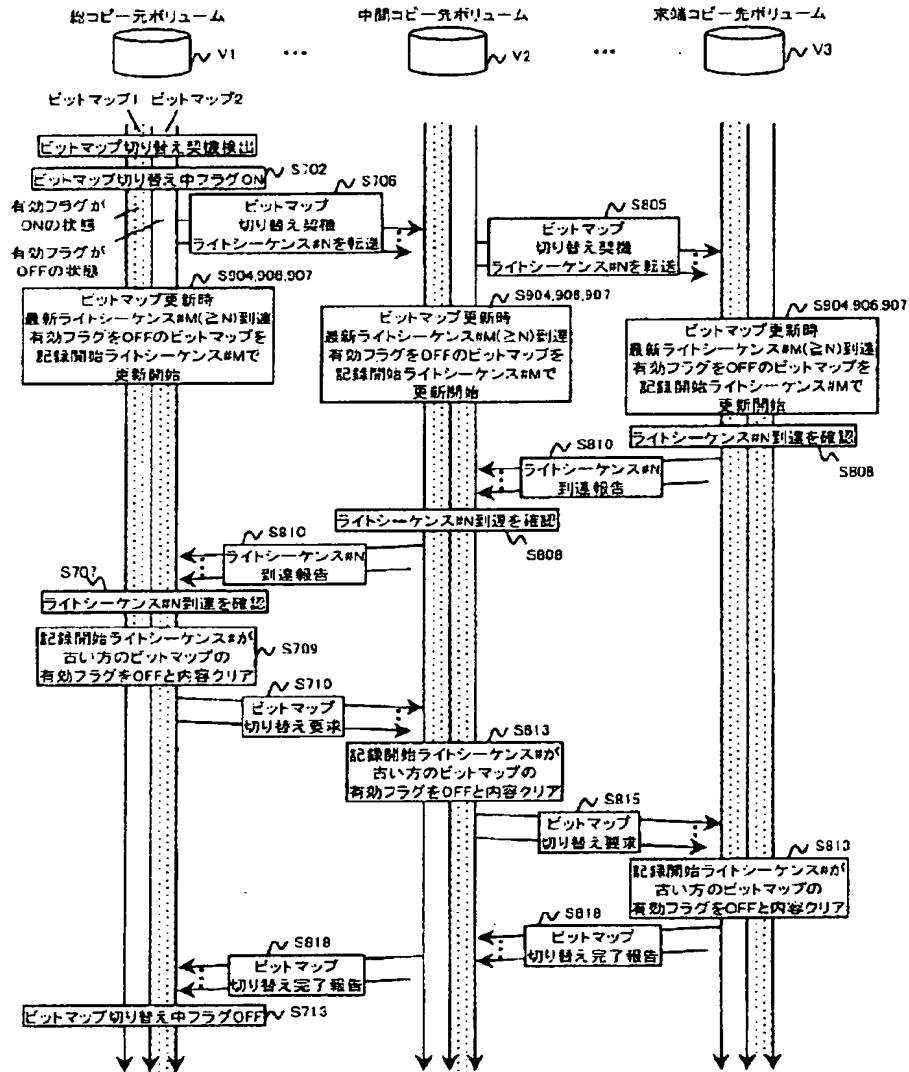 総コピー元ボリューム
中間コピー先ボリューム
末端コピー先ボリューム
V1
...
V2
...
V3
ビットマップ1 ビットマップ2
ビットマップ切り替え契機検出
S702
ビットマップ切り替え中フラグON
有効フラグが
ONの状態
有効フラグが
OFFの状態
S706
ビットマップ
切り替え契機
ライトシーケンス#Nを転送
S805
ビットマップ
切り替え契機
ライトシーケンス#Nを転送
S904,906,907
ビットマップ更新時
最新ライトシーケンス#M(≧N)到達
有効フラグをOFFのビットマップを
記録開始ライトシーケンス#Mで
更新開始
S904,906,907
ビットマップ更新時
最新ライトシーケンス#M(≧N)到達
有効フラグをOFFのビットマップを
記録開始ライトシーケンス#Mで
更新開始
S904,906,907
ビットマップ更新時
最新ライトシーケンス#M(≧N)到達
有効フラグをOFFのビットマップを
記録開始ライトシーケンス#Mで
更新開始
ライトシーケンス#N到達を確認
S808
S810
ライトシーケンス#N
到達報告
ライトシーケンス#N到達を確認
S808
S810
ライトシーケンス#N
到達報告
S707
ライトシーケンス#N到達を確認
記録開始ライトシーケンス#が
古い方のビットマップの
有効フラグをOFFと内容クリア
S709
S710
ビットマップ
切り替え要求
S813
記録開始ライトシーケンス#が
古い方のビットマップの
有効フラグをOFFと内容クリア
S815
ビットマップ
切り替え要求
S813
記録開始ライトシーケンス#が
古い方のビットマップの
有効フラグをOFFと内容クリア
S818
ビットマップ
切り替え完了報告
S818
ビットマップ
切り替え完了報告
ビットマップ切り替え中フラグOFF
S713